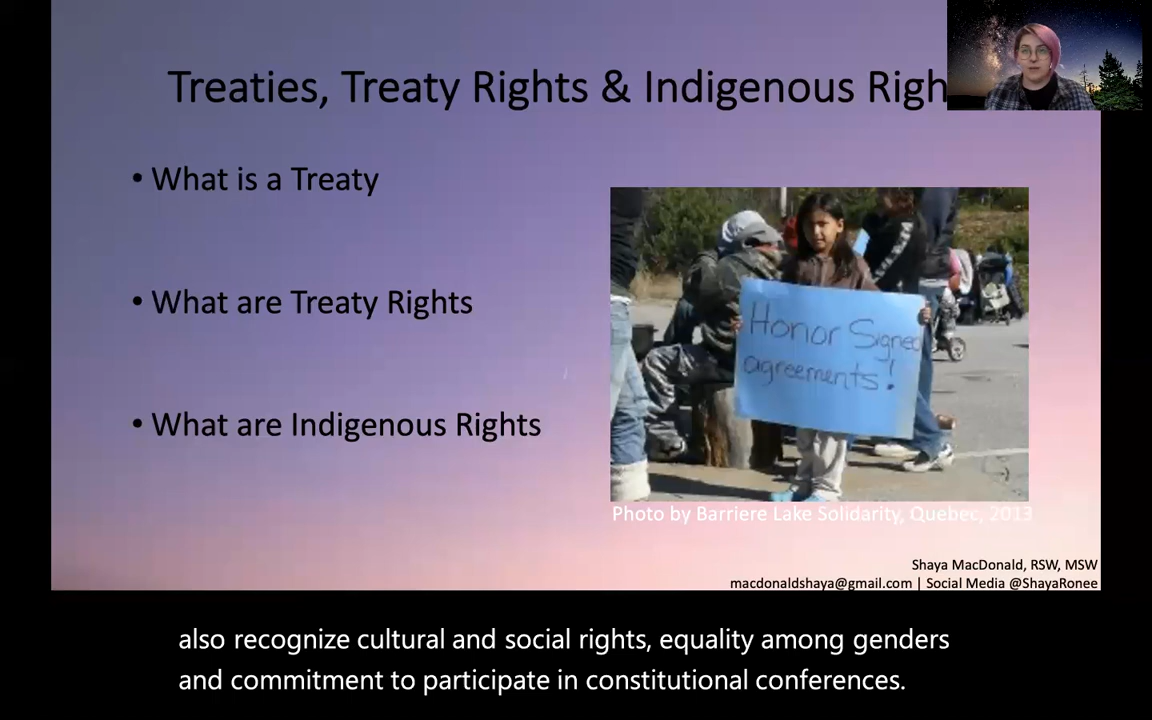 Treaties, Treaty Rights & Indigenous Righ
• What is a Treaty
• What are Treaty Rights
• What are Indigenous Rights
Honor Signed
agreements!
Photo by Barriere Lake Solidarity, Quebec, 2013
Shaya MacDonald, RSW, MSW
macdonaldshaya@gmail.com | Social Media @ShayaRonee
also recognize cultural and social rights, equality among genders
and commitment to participate in constitutional conferences.